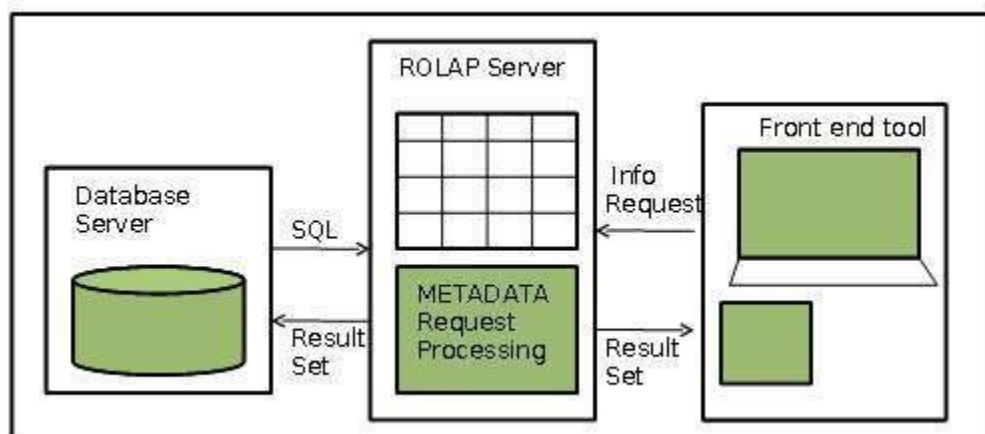 ROLAP Server
Front end tool
Info
Request
Database
Server
SQL
METADATA
Request
Processing
Result
Set
Result
Set